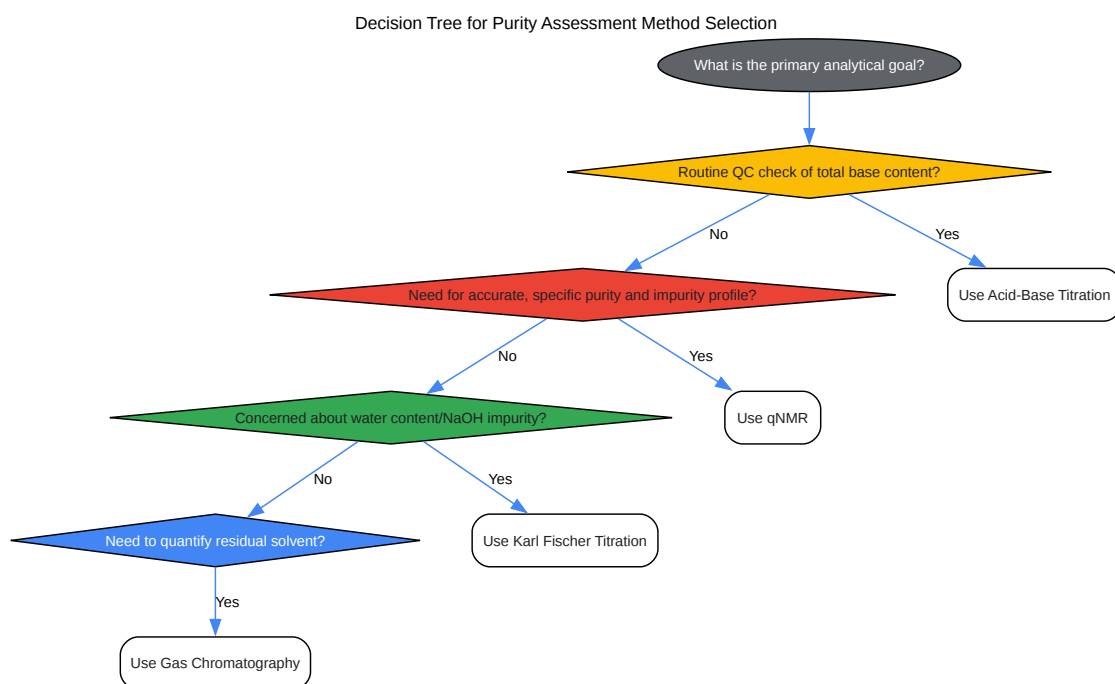 Decision Tree for Purity Assessment Method Selection
What is the primary analytical goal?
Routine QC check of total base content?
No
Yes
Need for accurate, specific purity and impurity profile?
Use Acid-Base Titration
No
Yes
Concerned about water content/NaOH impurity?
Use qNMR
No
Yes
Need to quantify residual solvent?
Use Karl Fischer Titration
Yes
Use Gas Chromatography